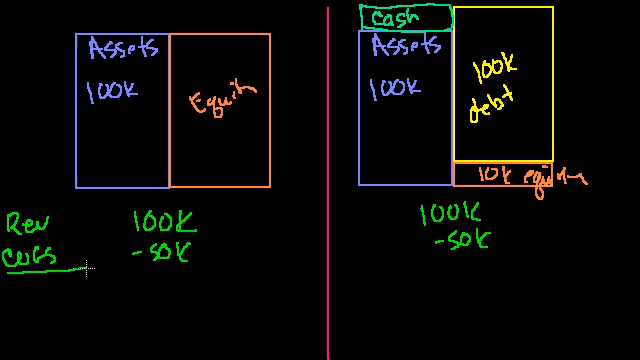 Assets
100K
Equity
Rev 100K
COGS -50K
cash
Assets
100K
100K
debt
10K equity
100K
-50K